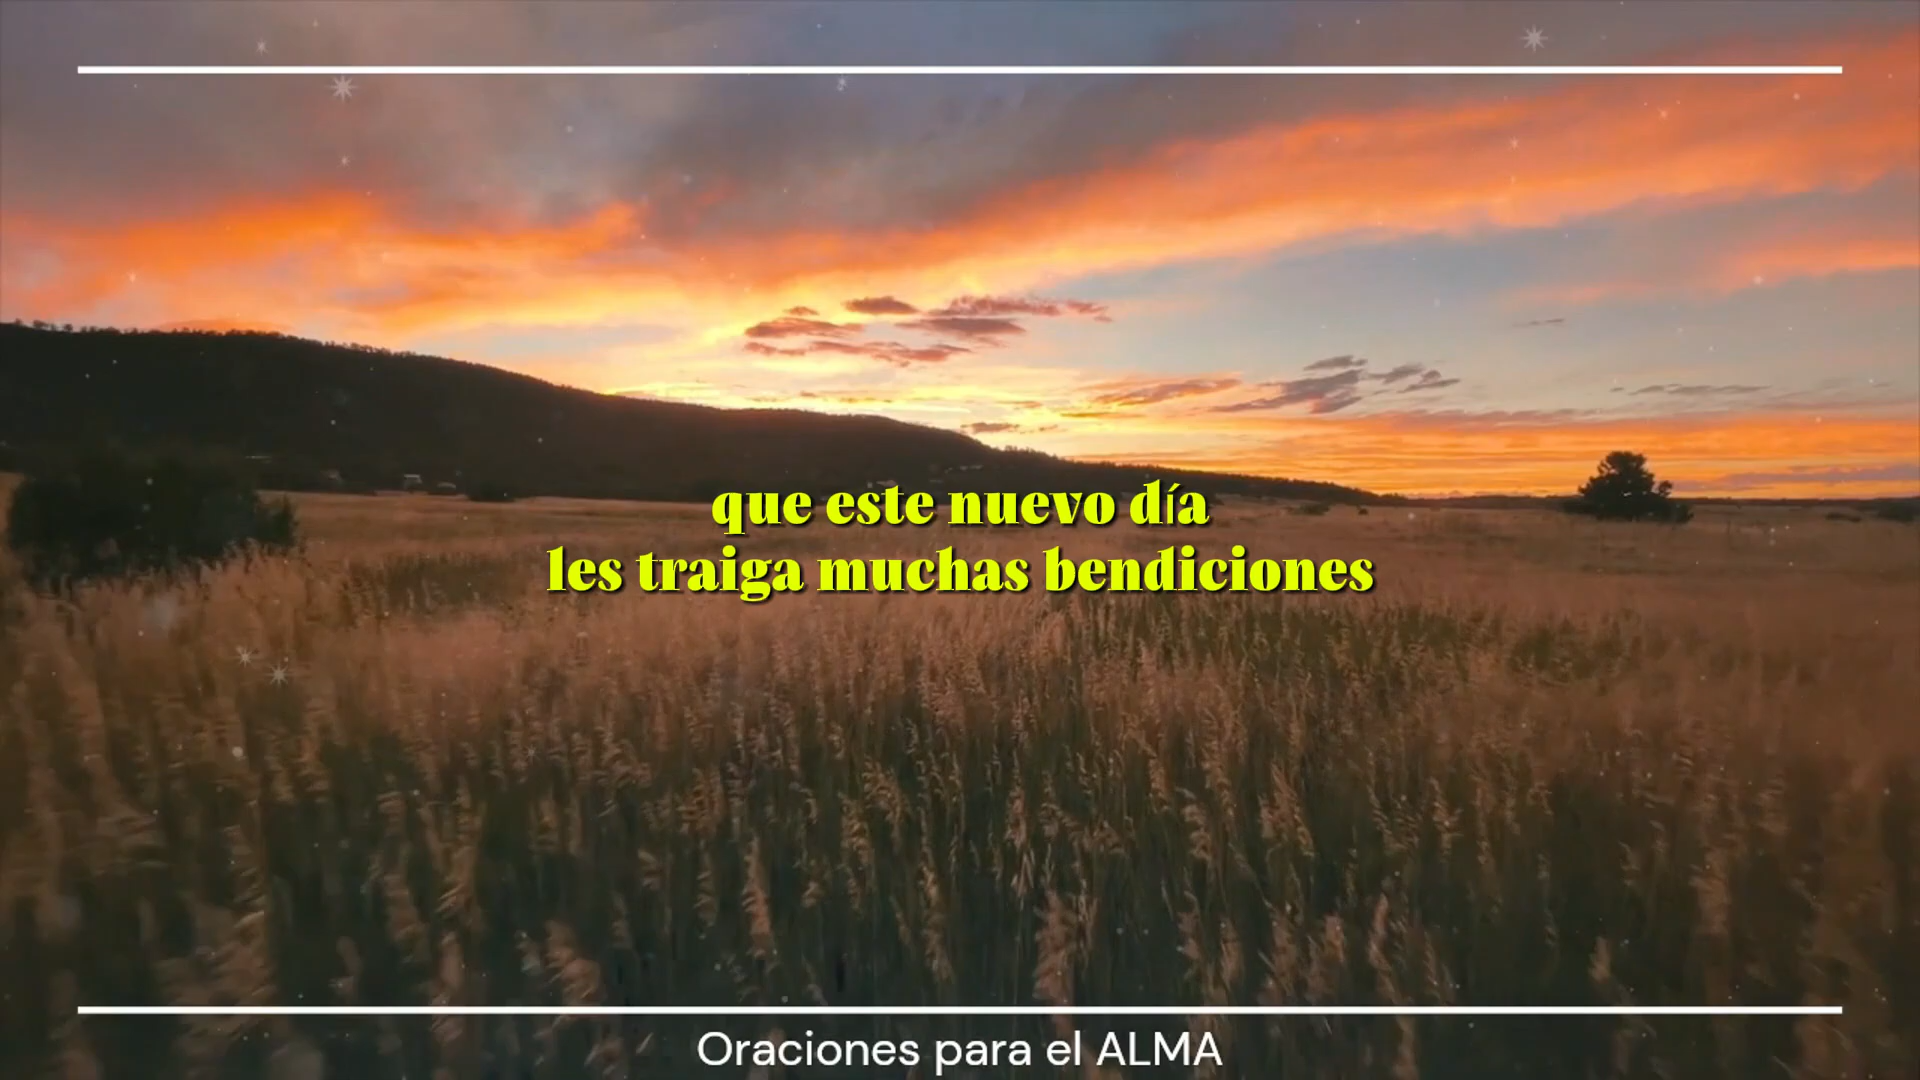 que este nuevo día
les traiga muchas bendiciones
Oraciones para el ALMA